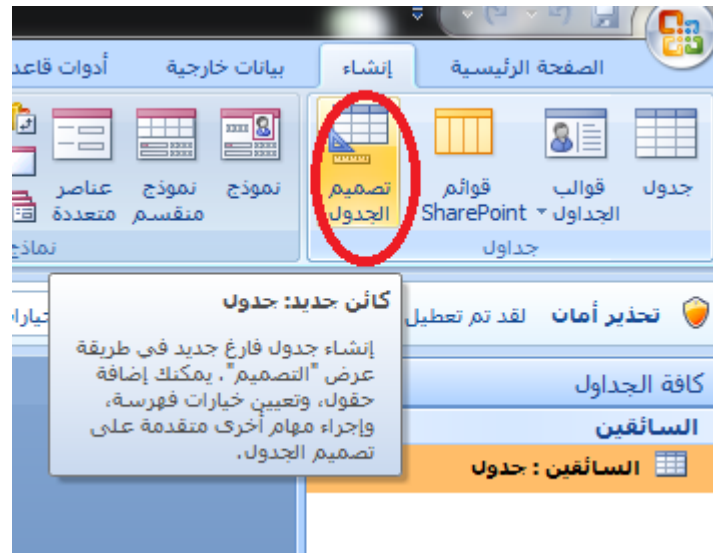 الصفحة الرئيسية
إنشاء
بيانات خارجية
أدوات قاعد
جدول
قوالب الجداول
قوائم SharePoint
تصميم الجدول
نموذج
نموذج منقسم
عناصر متعددة
جداول
نماذج
تحذير أمان لقد تم تعطيل
خيارا
كائن جديد: جدول
إنشاء جدول فارغ جديد في طريقة
عرض "التصميم". يمكنك إضافة
حقول، وتعيين خيارات فهرسة،
وإجراء مهام أخرى متقدمة على
تصميم الجدول.
كافة الجداول
السائقين
السائقين : جدول